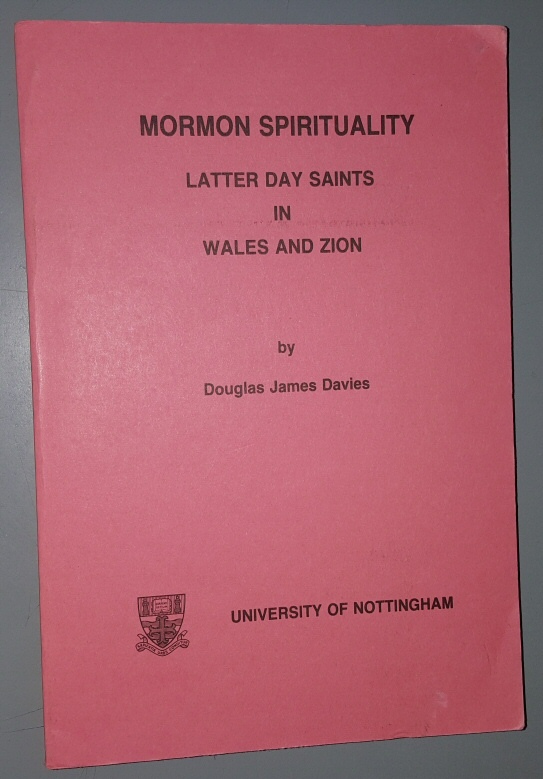 MORMON SPIRITUALITY
LATTER DAY SAINTS
IN
WALES AND ZION
by
Douglas James Davies
UNIVERSITY OF NOTTINGHAM